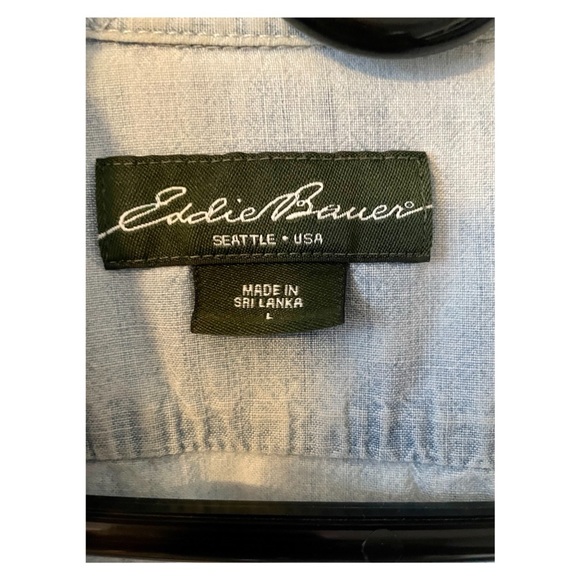 Eddie Bauer®
SEATTLE • USA
MADE IN
SRI LANKA
L